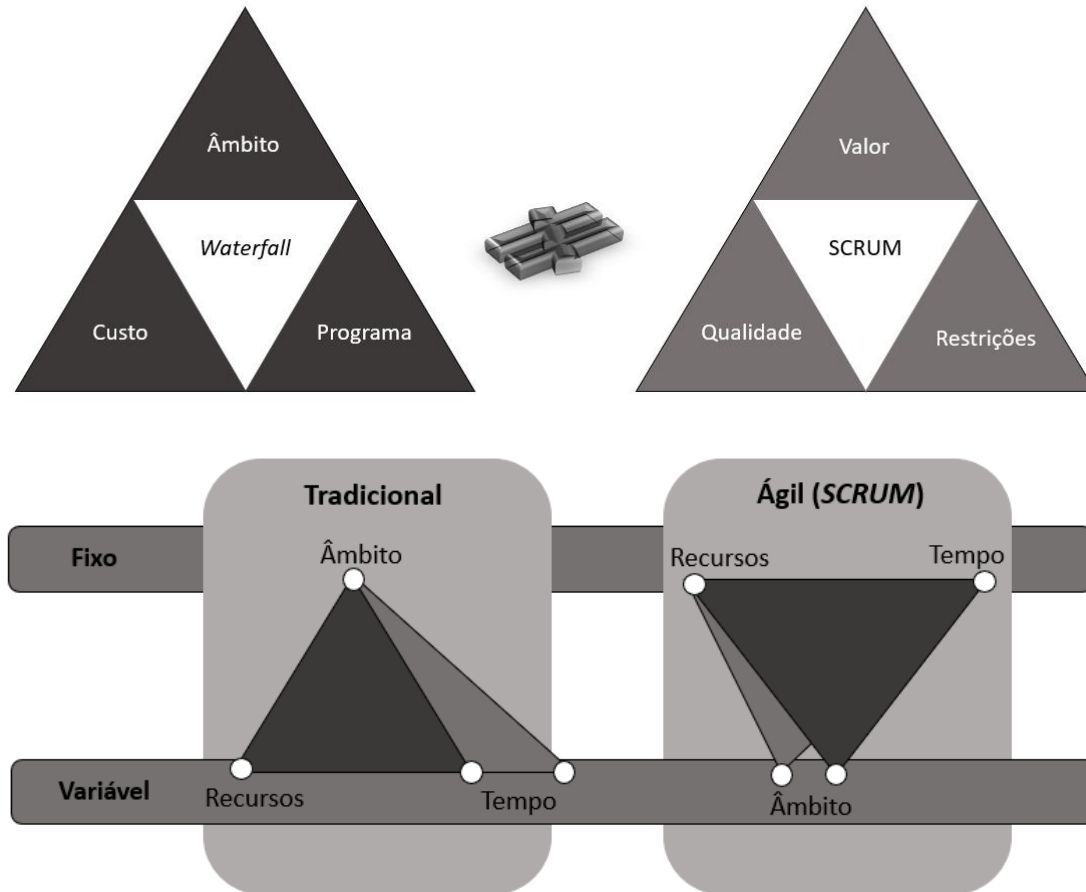 Âmbito
Waterfall
Custo
Programa
Valor
SCRUM
Qualidade
Restrições
Tradicional
Ágil (SCRUM)
Fixo
Âmbito
Recursos
Tempo
Variável
Recursos
Tempo
Âmbito